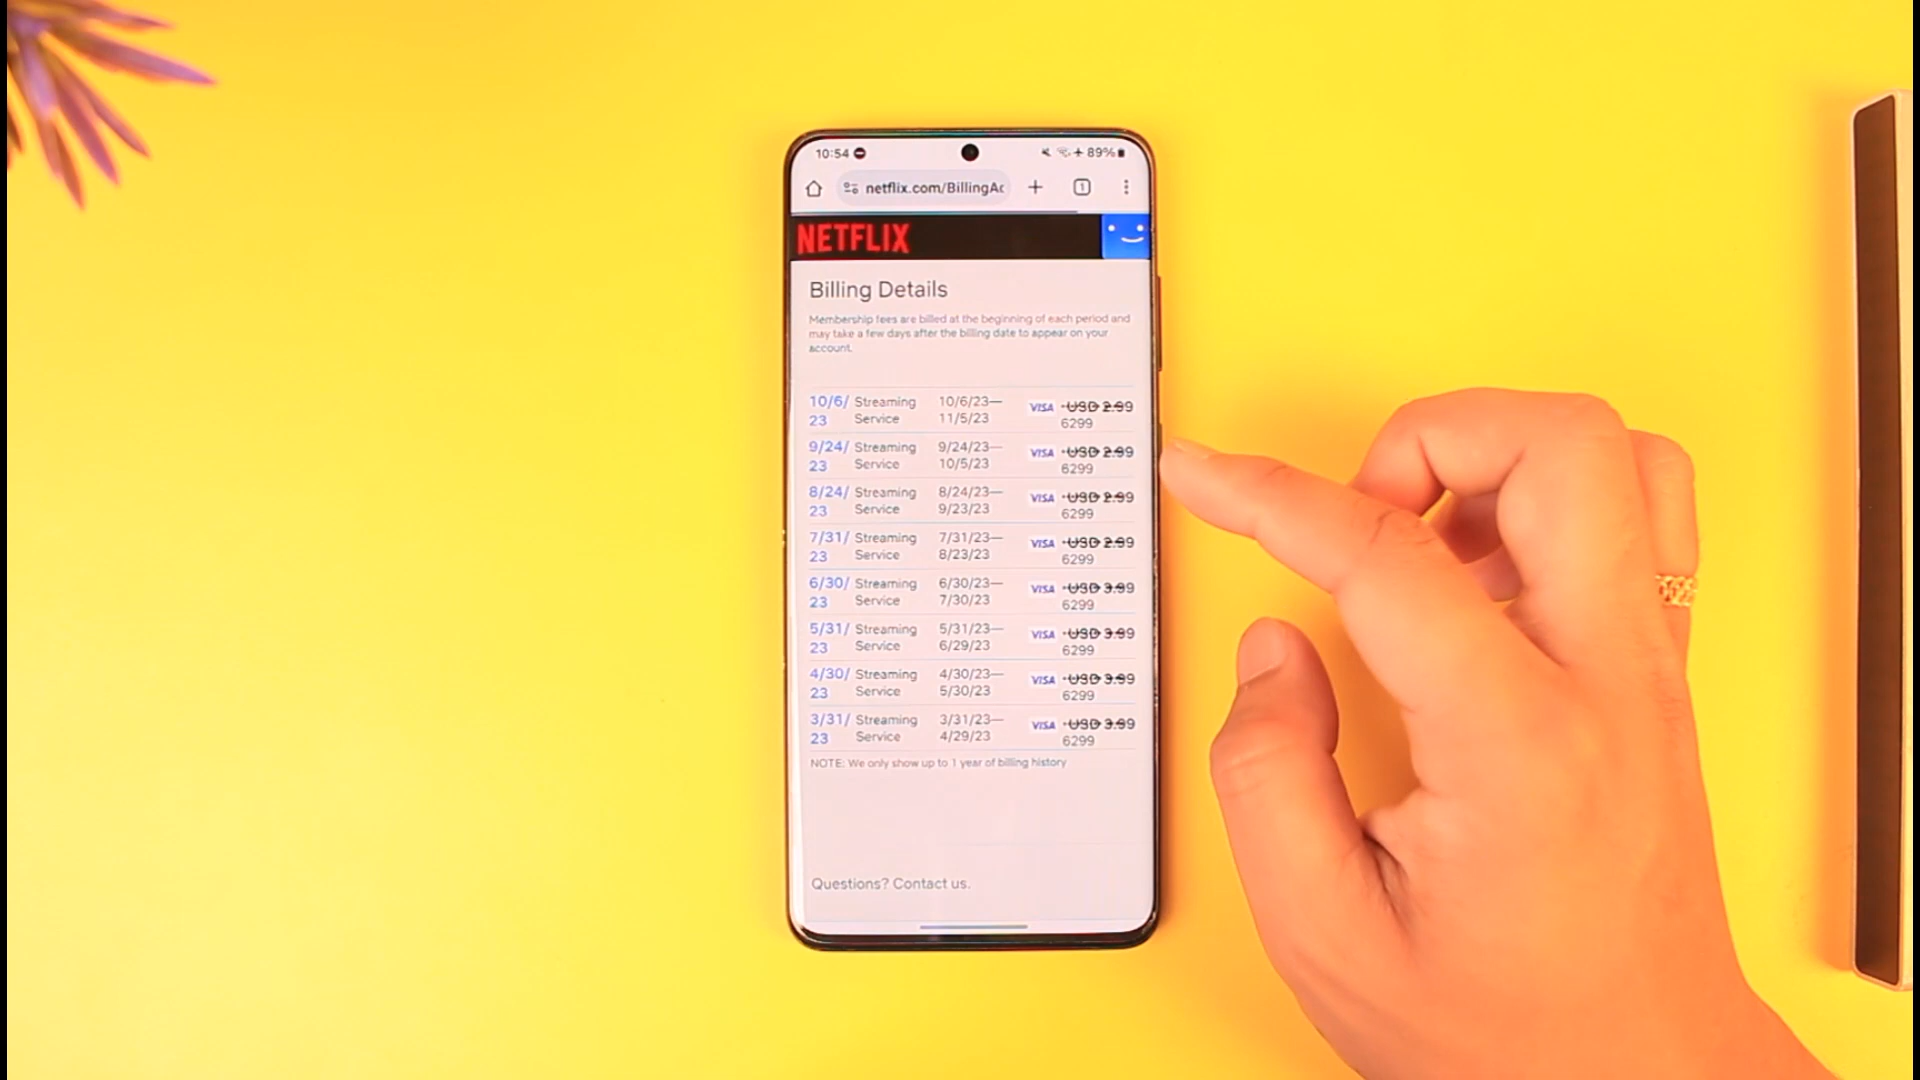 10:54 89%
netflix.com/BillingAc 1
NETFLIX
Billing Details
Membership fees are billed at the beginning of each period and
may take a few days after the billing date to appear on your
account.
10/6/ Streaming 10/6/23— VISA USD 2.99
23 Service 11/5/23 6299
9/24/ Streaming 9/24/23— VISA USD 2.99
23 Service 10/5/23 6299
8/24/ Streaming 8/24/23— VISA USD 2.99
23 Service 9/23/23 6299
7/31/ Streaming 7/31/23— VISA USD 2.99
23 Service 8/23/23 6299
6/30/ Streaming 6/30/23— VISA USD 3.99
23 Service 7/30/23 6299
5/31/ Streaming 5/31/23— VISA USD 3.99
23 Service 6/29/23 6299
4/30/ Streaming 4/30/23— VISA USD 3.99
23 Service 5/30/23 6299
3/31/ Streaming 3/31/23— VISA USD 3.99
23 Service 4/29/23 6299
NOTE: We only show up to 1 year of billing history
Questions? Contact us.